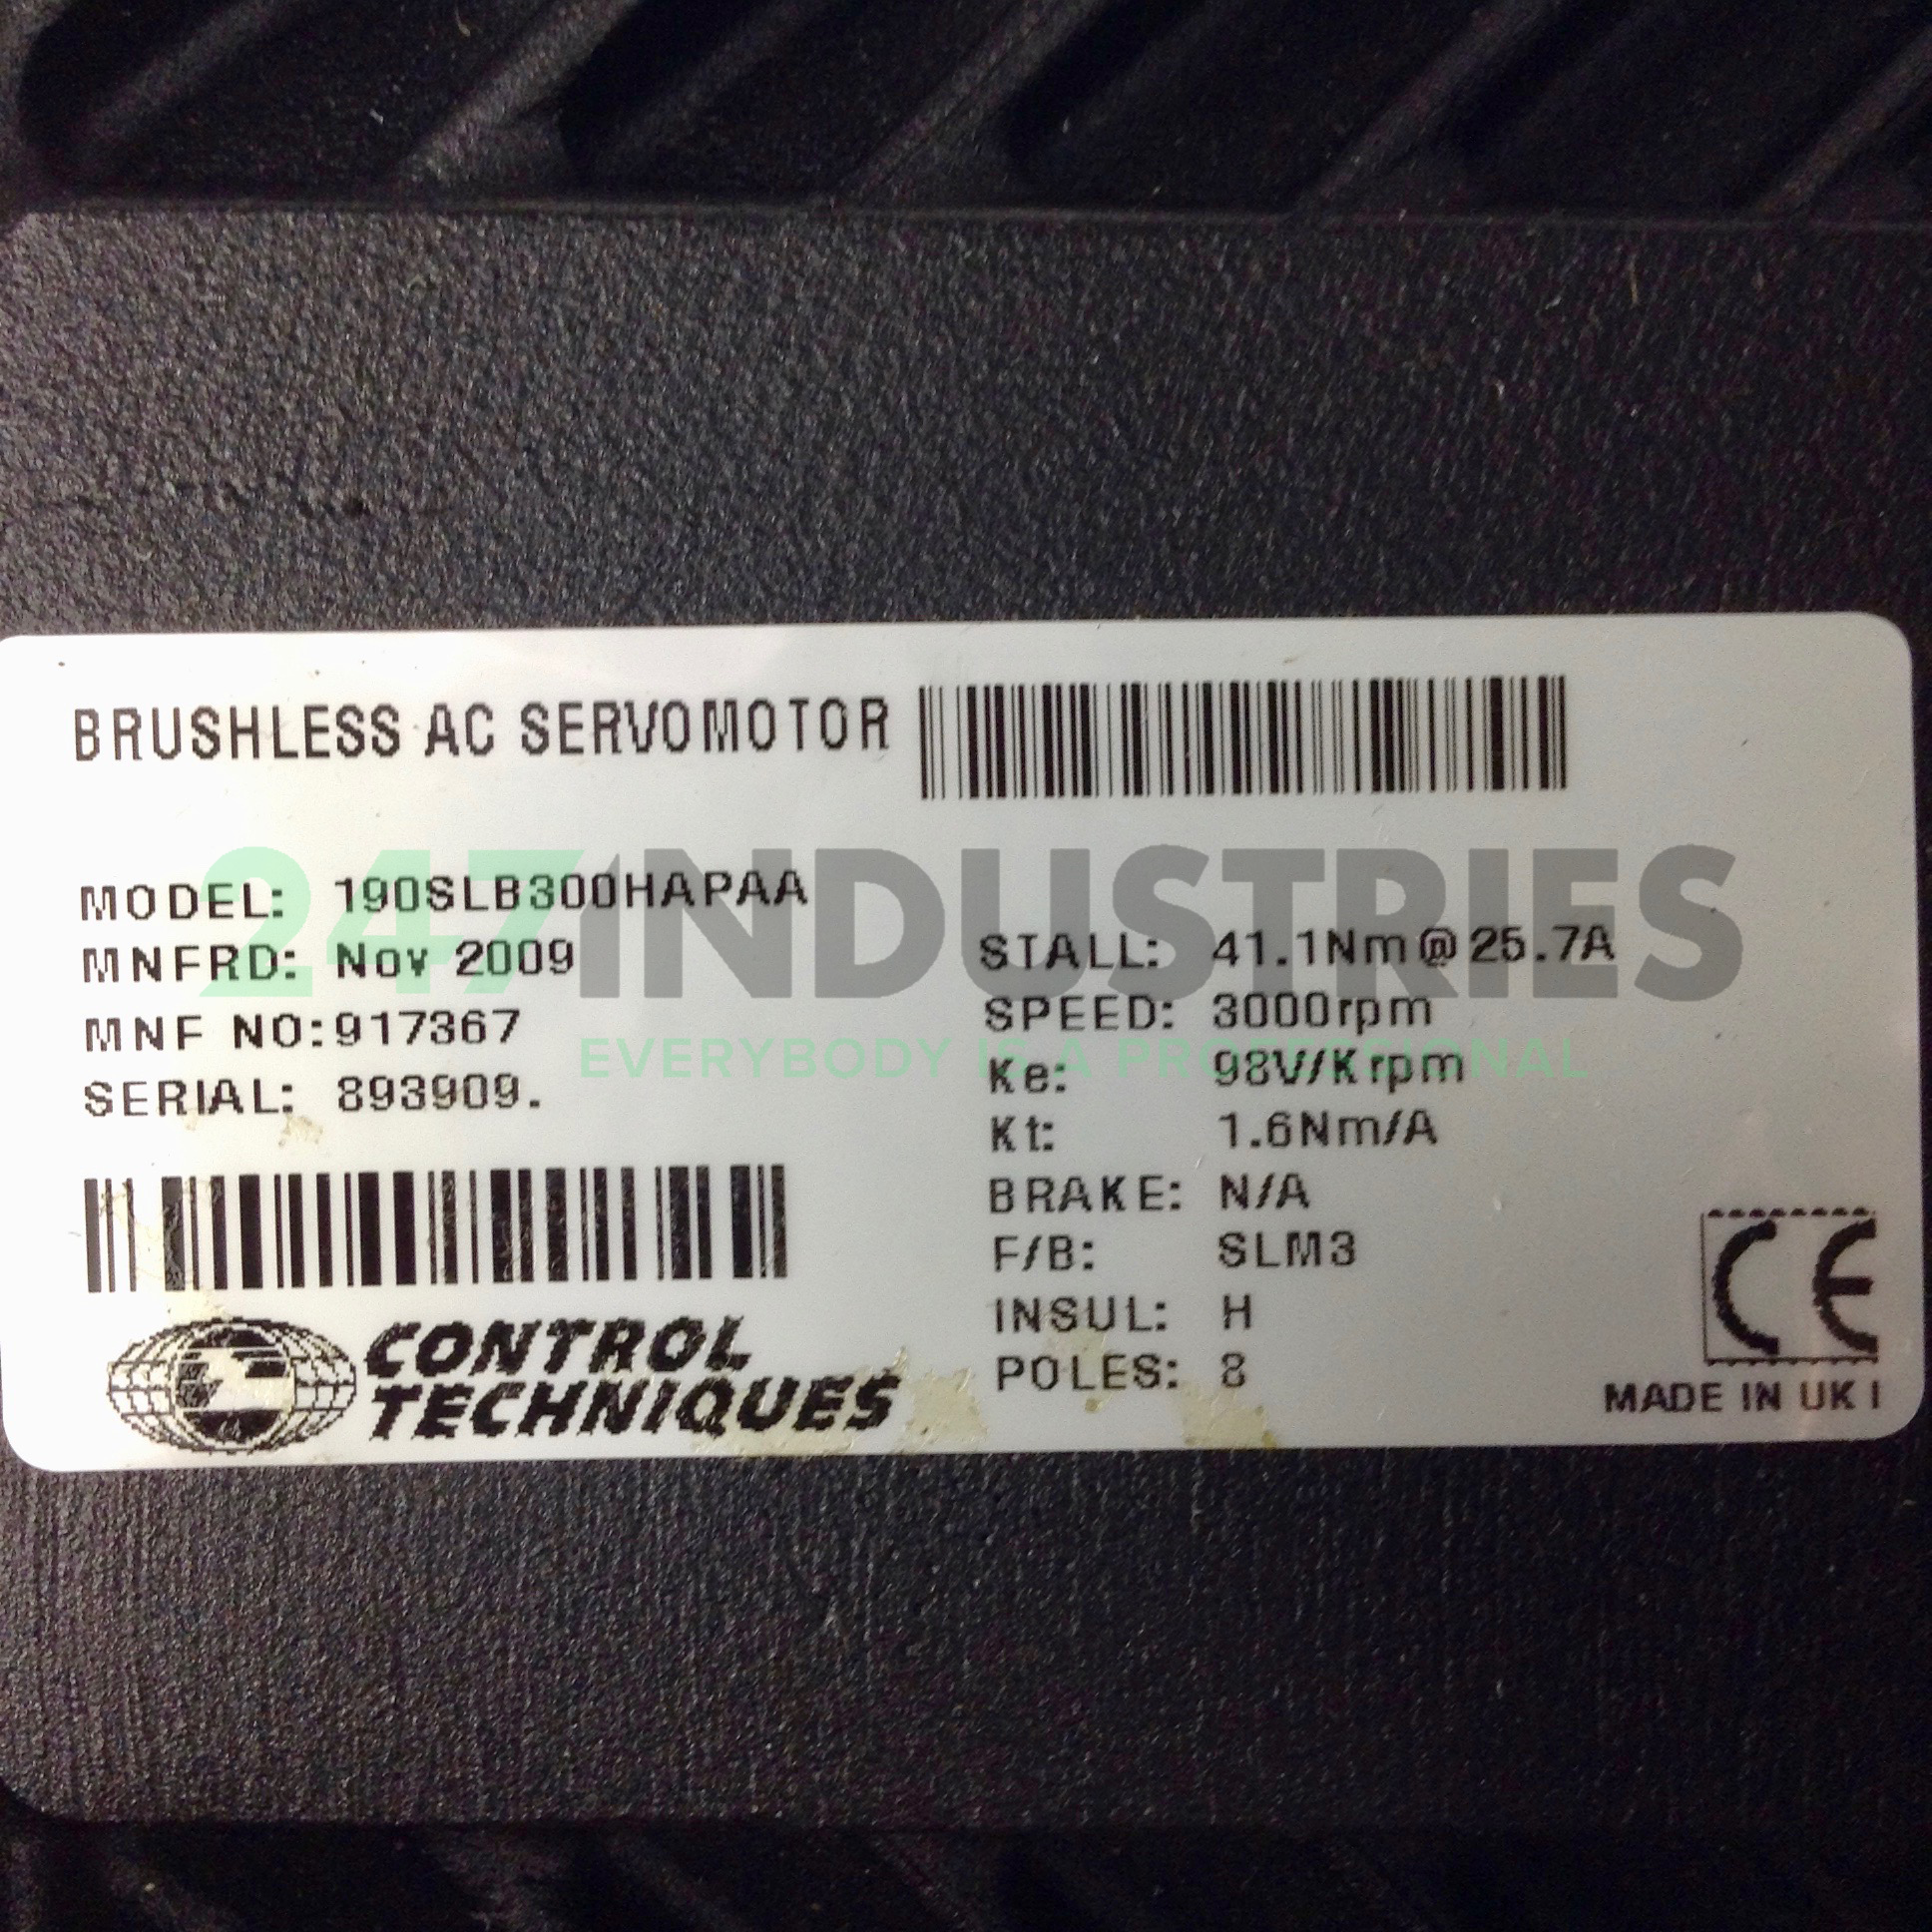 BRUSHLESS AC SERVOMOTOR
MODEL: 190SLB300HAPAA
MNFRD: Nov 2009
MNF NO:917367
SERIAL: 893909.
CONTROL
TECHNIQUES
STALL: 41.1Nm@25.7A
SPEED: 3000rpm
Ke: 98V/Krpm
Kt: 1.6Nm/A
BRAKE: N/A
F/B: SLM3
INSUL: H
POLES: 8
CE
MADE IN UK I
247INDUSTRIES
EVERYBODY IS A PROFESSIONAL